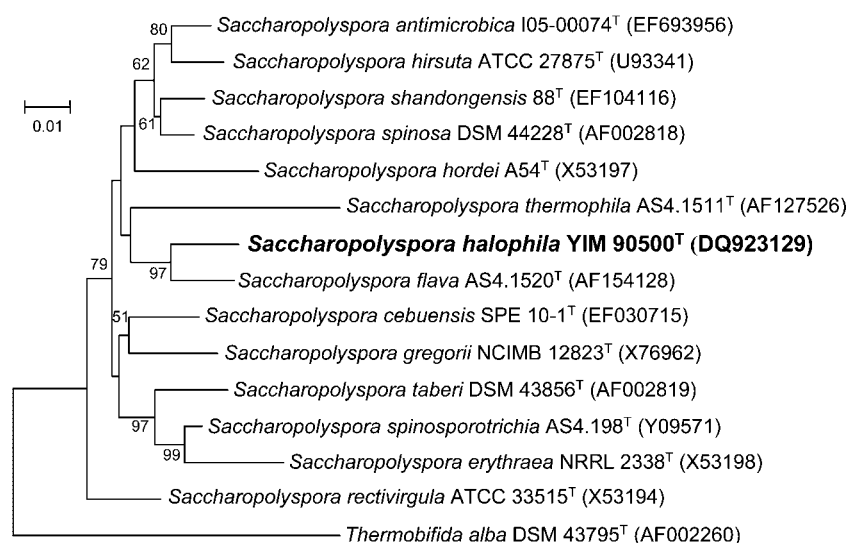 80 Saccharopolyspora antimicrobica I05-00074ᵀ (EF693956)
62 Saccharopolyspora hirsuta ATCC 27875ᵀ (U93341)
Saccharopolyspora shandongensis 88ᵀ (EF104116)
0.01
61 Saccharopolyspora spinosa DSM 44228ᵀ (AF002818)
Saccharopolyspora hordei A54ᵀ (X53197)
Saccharopolyspora thermophila AS4.1511ᵀ (AF127526)
Saccharopolyspora halophila YIM 90500ᵀ (DQ923129)
79
97 Saccharopolyspora flava AS4.1520ᵀ (AF154128)
51 Saccharopolyspora cebuensis SPE 10-1ᵀ (EF030715)
Saccharopolyspora gregorii NCIMB 12823ᵀ (X76962)
Saccharopolyspora taberi DSM 43856ᵀ (AF002819)
97 Saccharopolyspora spinosporotrichia AS4.198ᵀ (Y09571)
99 Saccharopolyspora erythraea NRRL 2338ᵀ (X53198)
Saccharopolyspora rectivirgula ATCC 33515ᵀ (X53194)
Thermobifida alba DSM 43795ᵀ (AF002260)